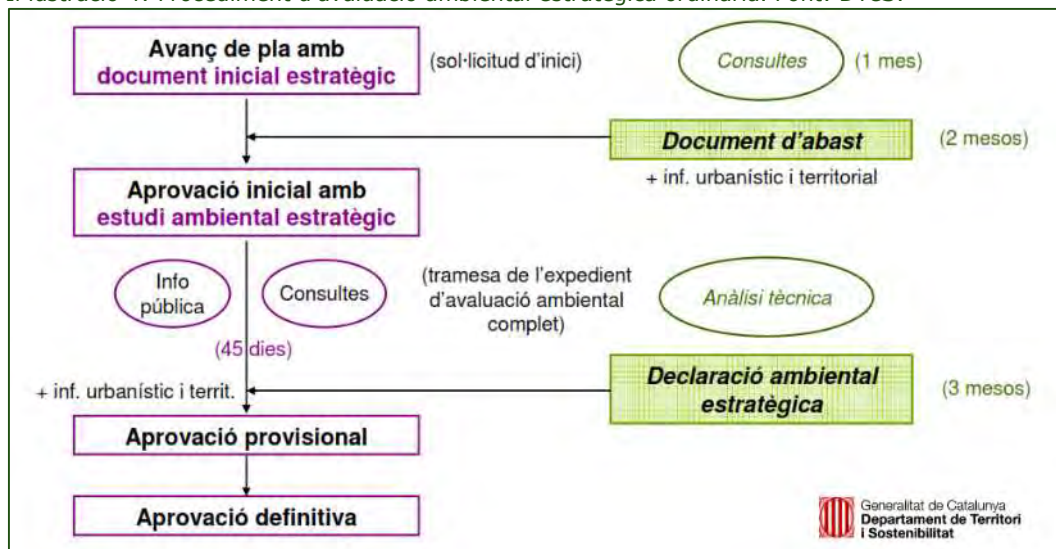 Avanç de pla amb
document inicial estratègic
(sol·licitud d'inici)
Consultes
(1 mes)
Document d'abast
(2 mesos)
+ inf. urbanístic i territorial
Aprovació inicial amb
estudi ambiental estratègic
Info
pública
Consultes
(45 dies)
(tramesa de l'expedient
d'avaluació ambiental
complet)
Anàlisi tècnica
+ inf. urbanístic i territ.
Declaració ambiental
estratègica
(3 mesos)
Aprovació provisional
Aprovació definitiva
Generalitat de Catalunya
Departament de Territori
i Sostenibilitat